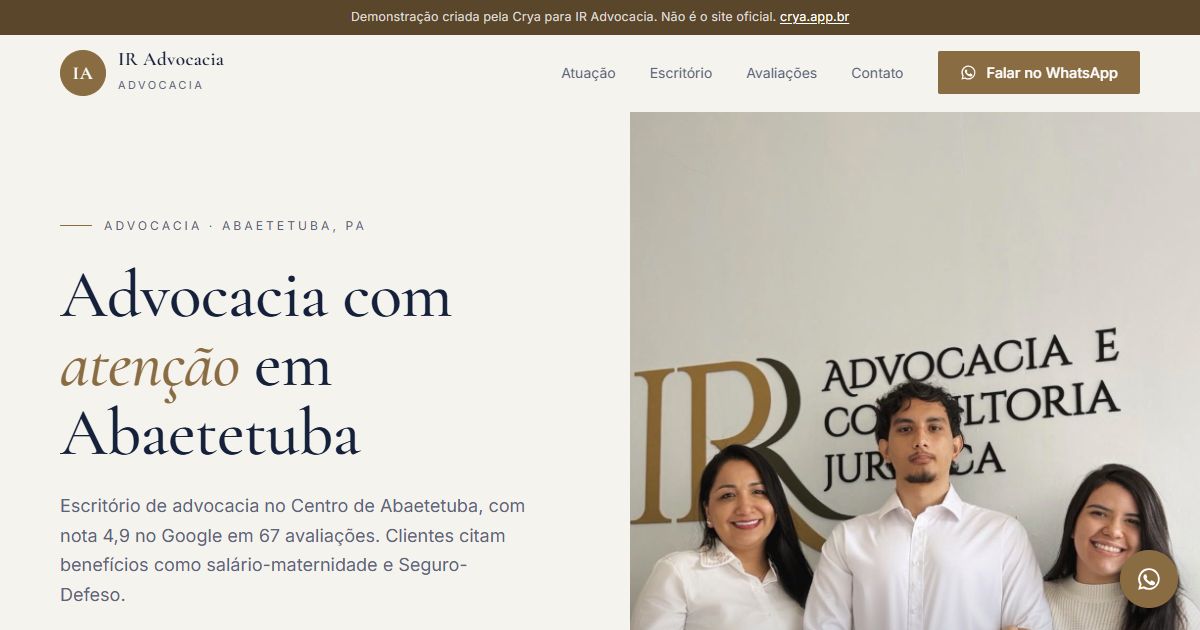 Demonstração criada pela Crya para IR Advocacia. Não é o site oficial. crya.app.br
IA
IR Advocacia
ADVOCACIA
Atuação
Escritório
Avaliações
Contato
Falar no WhatsApp
ADVOCACIA · ABAETETUBA, PA
Advocacia com
atenção em
Abaetetuba
Escritório de advocacia no Centro de Abaetetuba, com
nota 4,9 no Google em 67 avaliações. Clientes citam
benefícios como salário-maternidade e Seguro-
Defeso.
IR
ADVOCACIA E